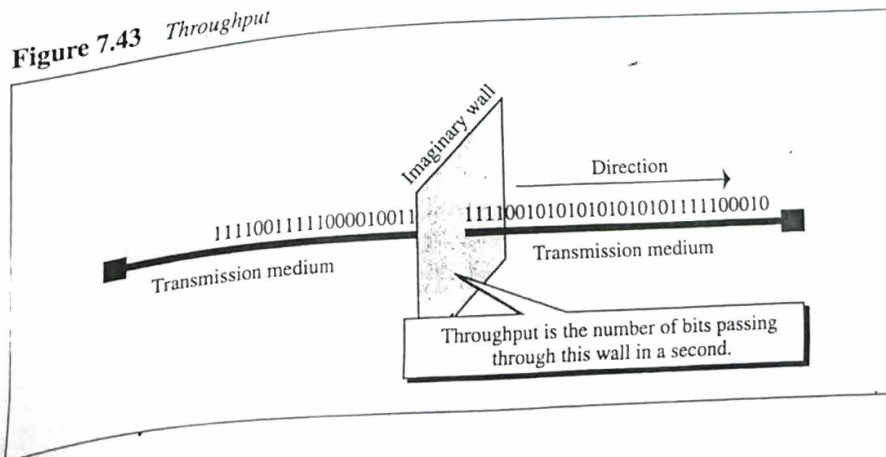 Figure 7.43 Throughput
Imaginary wall
Direction
11110011111000010011
111100101010101010101111100010
Transmission medium
Transmission medium
Throughput is the number of bits passing
through this wall in a second.